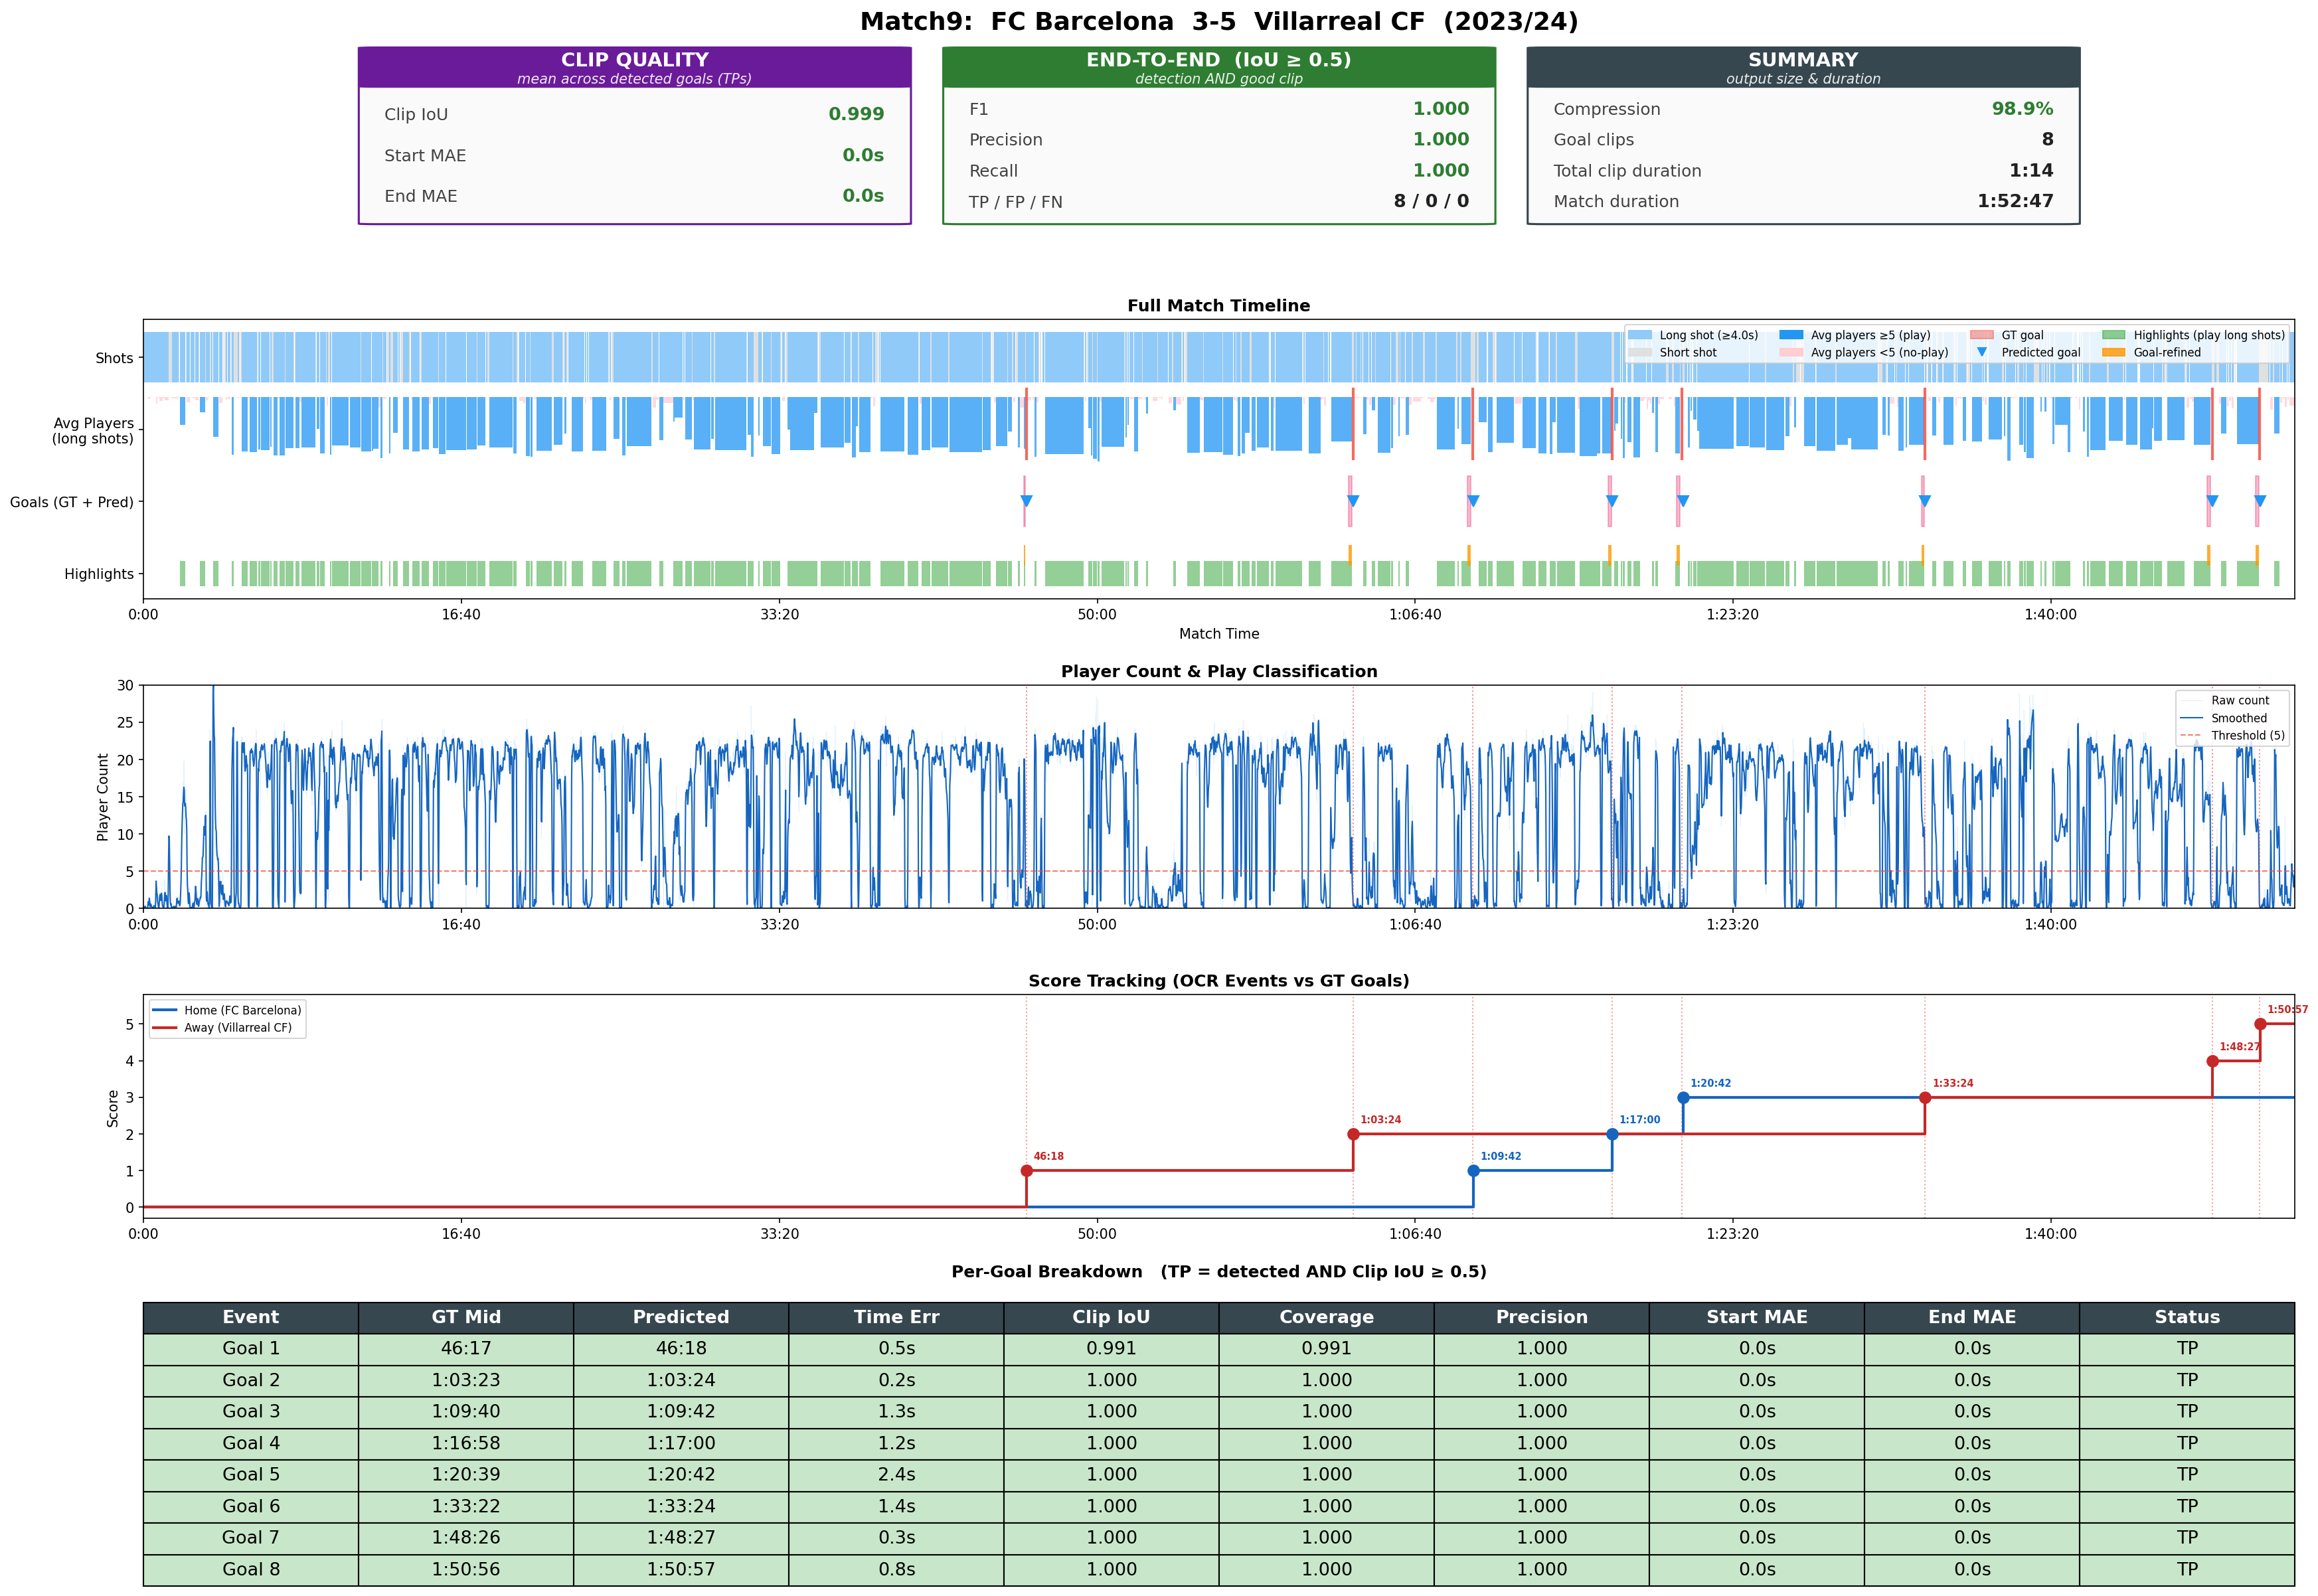 Match9:  FC Barcelona  3-5  Villarreal CF  (2023/24)
CLIP QUALITY
mean across detected goals (TPs)
Clip IoU 0.999
Start MAE 0.0s
End MAE 0.0s
END-TO-END  (IoU ≥ 0.5)
detection AND good clip
F1 1.000
Precision 1.000
Recall 1.000
TP / FP / FN 8 / 0 / 0
SUMMARY
output size & duration
Compression 98.9%
Goal clips 8
Total clip duration 1:14
Match duration 1:52:47
Full Match Timeline
Long shot (≥4.0s)
Short shot
Avg players ≥5 (play)
Avg players <5 (no-play)
GT goal
Predicted goal
Highlights (play long shots)
Goal-refined
Shots
Avg Players
(long shots)
Goals (GT + Pred)
Highlights
0:00 16:40 33:20 50:00 1:06:40 1:23:20 1:40:00
Match Time
Player Count & Play Classification
Raw count
Smoothed
Threshold (5)
Player Count
30
25
20
15
10
5
0
0:00 16:40 33:20 50:00 1:06:40 1:23:20 1:40:00
Score Tracking (OCR Events vs GT Goals)
Home (FC Barcelona)
Away (Villarreal CF)
Score
5
4
3
2
1
0
46:18
1:03:24
1:09:42
1:17:00
1:20:42
1:33:24
1:48:27
1:50:57
0:00 16:40 33:20 50:00 1:06:40 1:23:20 1:40:00
Per-Goal Breakdown   (TP = detected AND Clip IoU ≥ 0.5)
Event GT Mid Predicted Time Err Clip IoU Coverage Precision Start MAE End MAE Status
Goal 1 46:17 46:18 0.5s 0.991 0.991 1.000 0.0s 0.0s TP
Goal 2 1:03:23 1:03:24 0.2s 1.000 1.000 1.000 0.0s 0.0s TP
Goal 3 1:09:40 1:09:42 1.3s 1.000 1.000 1.000 0.0s 0.0s TP
Goal 4 1:16:58 1:17:00 1.2s 1.000 1.000 1.000 0.0s 0.0s TP
Goal 5 1:20:39 1:20:42 2.4s 1.000 1.000 1.000 0.0s 0.0s TP
Goal 6 1:33:22 1:33:24 1.4s 1.000 1.000 1.000 0.0s 0.0s TP
Goal 7 1:48:26 1:48:27 0.3s 1.000 1.000 1.000 0.0s 0.0s TP
Goal 8 1:50:56 1:50:57 0.8s 1.000 1.000 1.000 0.0s 0.0s TP